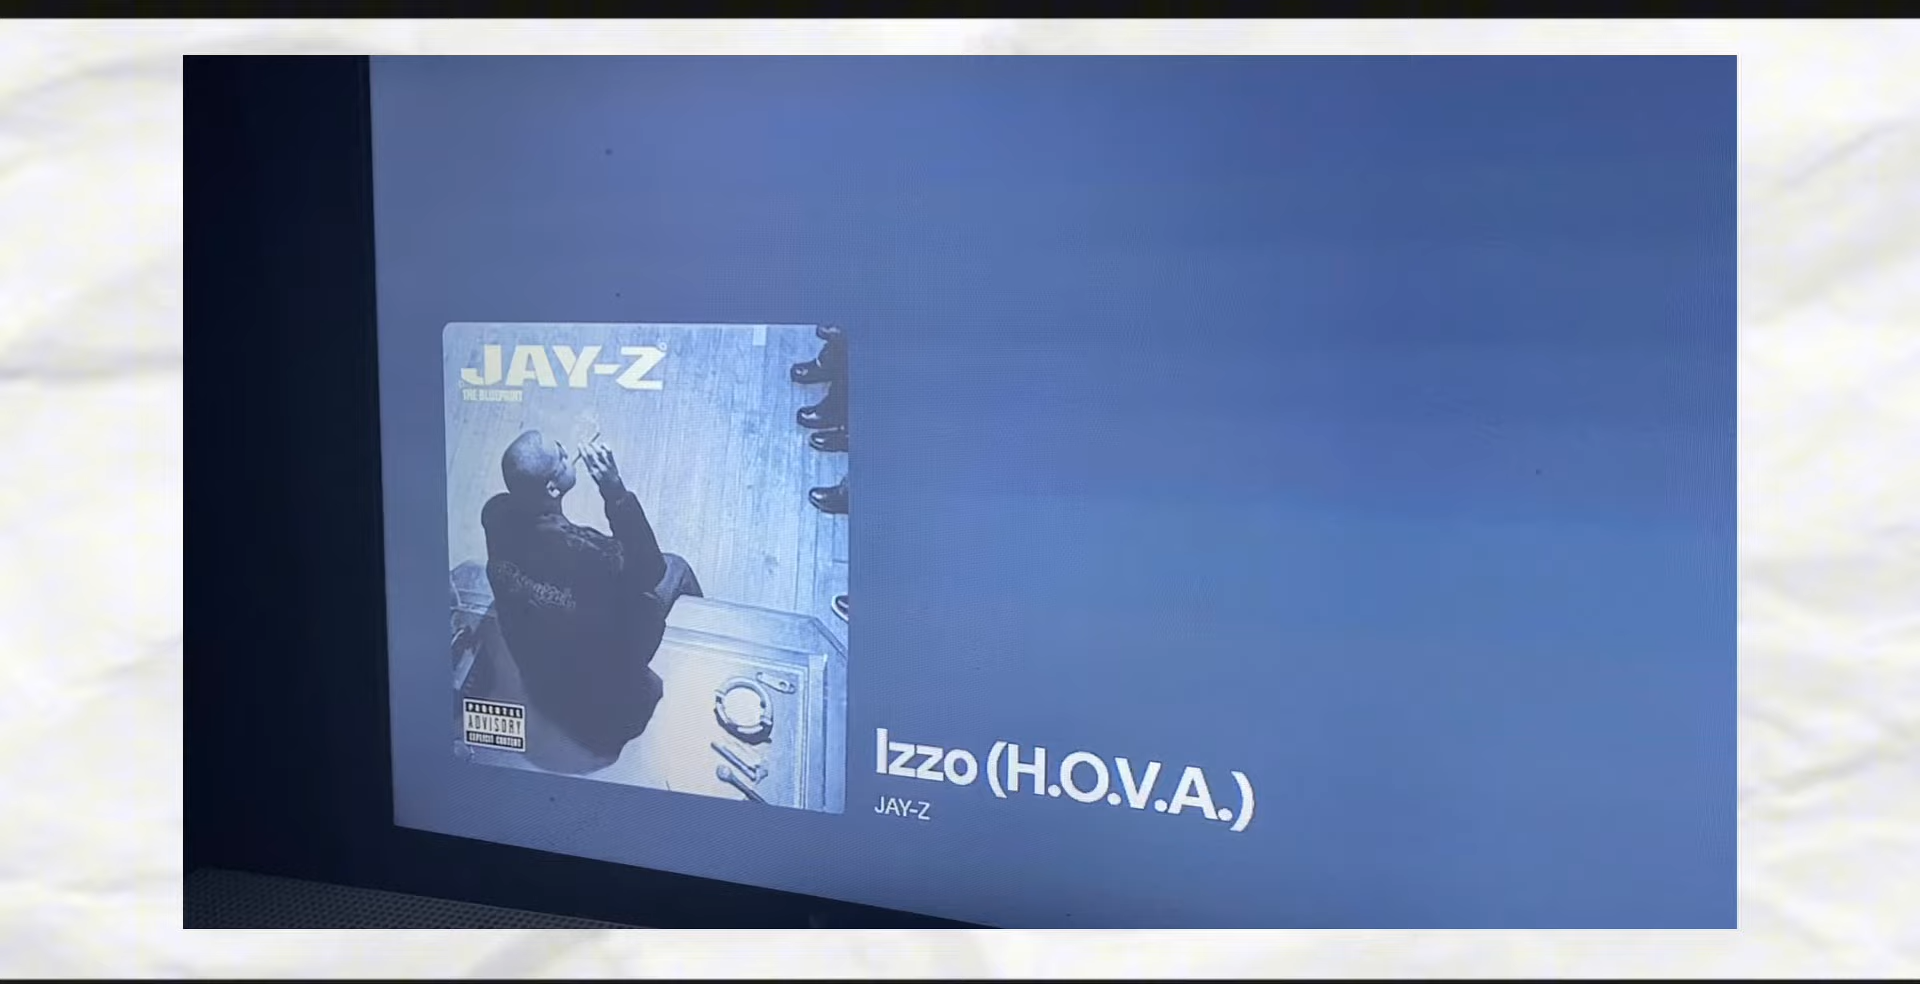 JAY-Z
THE BLUEPRINT
PARENTAL
ADVISORY
EXPLICIT CONTENT
Izzo (H.O.V.A.)
JAY-Z